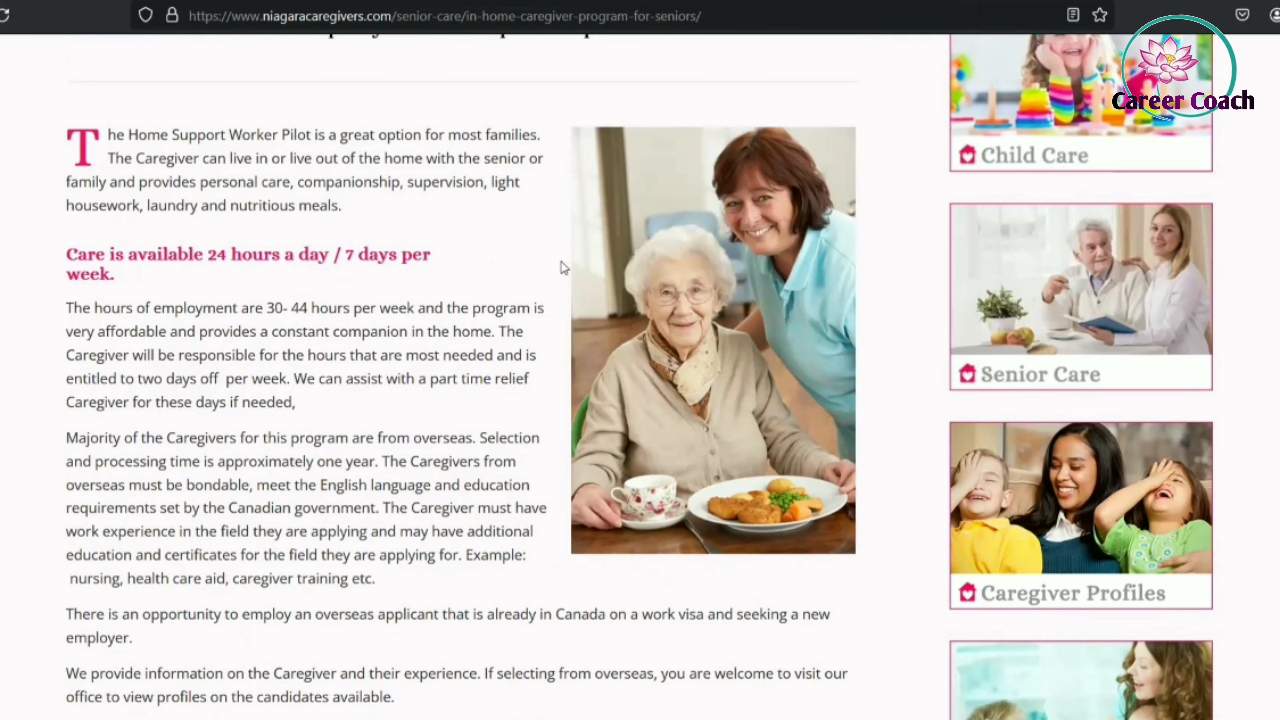 https://www.niagaracaregivers.com/senior-care/in-home-caregiver-program-for-seniors/
Career Coach
The Home Support Worker Pilot is a great option for most families.
The Caregiver can live in or live out of the home with the senior or
family and provides personal care, companionship, supervision, light
housework, laundry and nutritious meals.
Care is available 24 hours a day / 7 days per
week.
The hours of employment are 30- 44 hours per week and the program is
very affordable and provides a constant companion in the home. The
Caregiver will be responsible for the hours that are most needed and is
entitled to two days off  per week. We can assist with a part time relief
Caregiver for these days if needed,
Majority of the Caregivers for this program are from overseas. Selection
and processing time is approximately one year. The Caregivers from
overseas must be bondable, meet the English language and education
requirements set by the Canadian government. The Caregiver must have
work experience in the field they are applying and may have additional
education and certificates for the field they are applying for. Example:
nursing, health care aid, caregiver training etc.
There is an opportunity to employ an overseas applicant that is already in Canada on a work visa and seeking a new
employer.
We provide information on the Caregiver and their experience. If selecting from overseas, you are welcome to visit our
office to view profiles on the candidates available.
Child Care
Senior Care
Caregiver Profiles